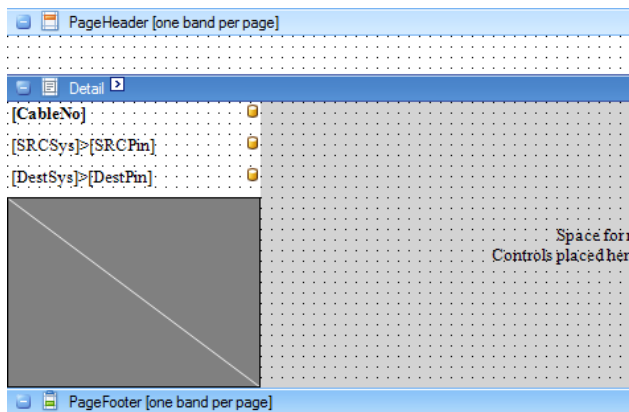 PageHeader [one band per page]
Detail
[CableNo]
[SRCSys]>[SRCPin]
[DestSys]>[DestPin]
Space for
Controls placed her
PageFooter [one band per page]